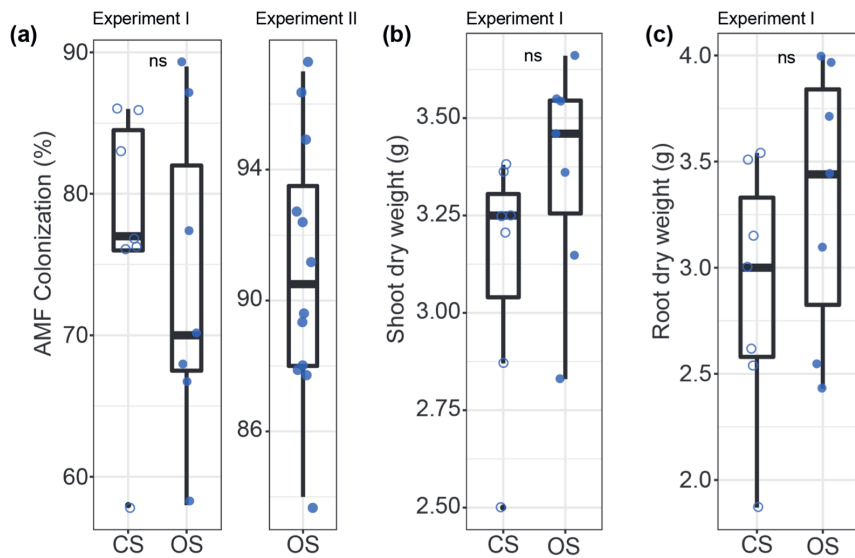 Experiment I
Experiment II
Experiment I
Experiment I
(a)
(b)
(c)
90
80
70
60
AMF Colonization (%)
ns
CS
OS
94
90
86
OS
3.50
3.25
3.00
2.75
2.50
Shoot dry weight (g)
ns
CS
OS
4.0
3.5
3.0
2.5
2.0
Root dry weight (g)
ns
CS
OS